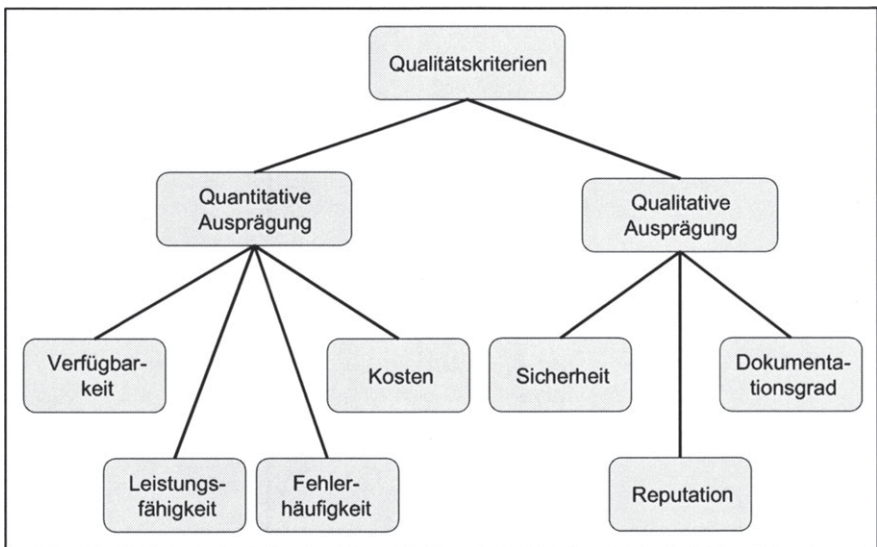 Qualitätskriterien
Quantitative
Ausprägung
Qualitative
Ausprägung
Verfügbar-
keit
Kosten
Sicherheit
Dokumenta-
tionsgrad
Leistungs-
fähigkeit
Fehler-
häufigkeit
Reputation